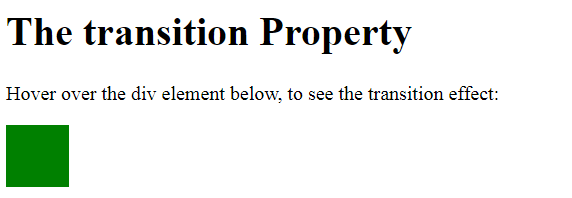 The transition Property
Hover over the div element below, to see the transition effect: